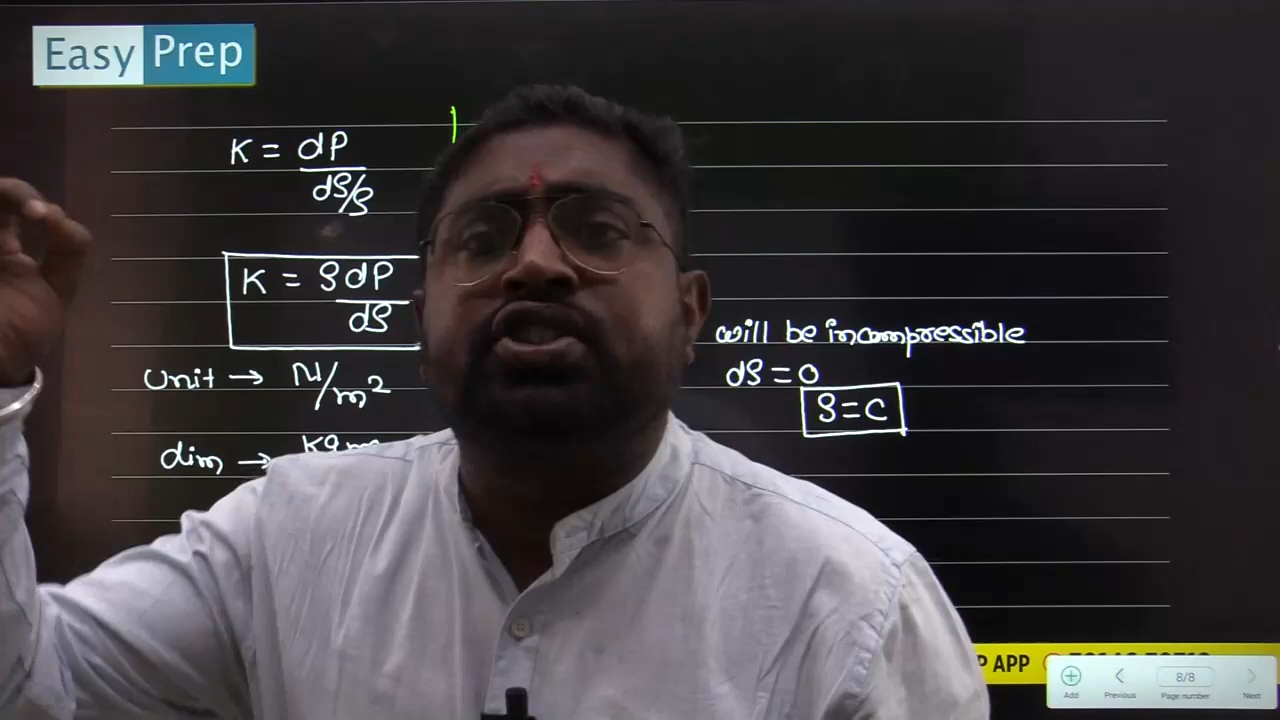 Easy Prep
K = dP
dρ/ρ
K = ρdP
dρ
Unit → N/m²
dim →
will be incompressible
dρ = 0
ρ = C
P APP
Add
Previous
8/8
Page number
Next